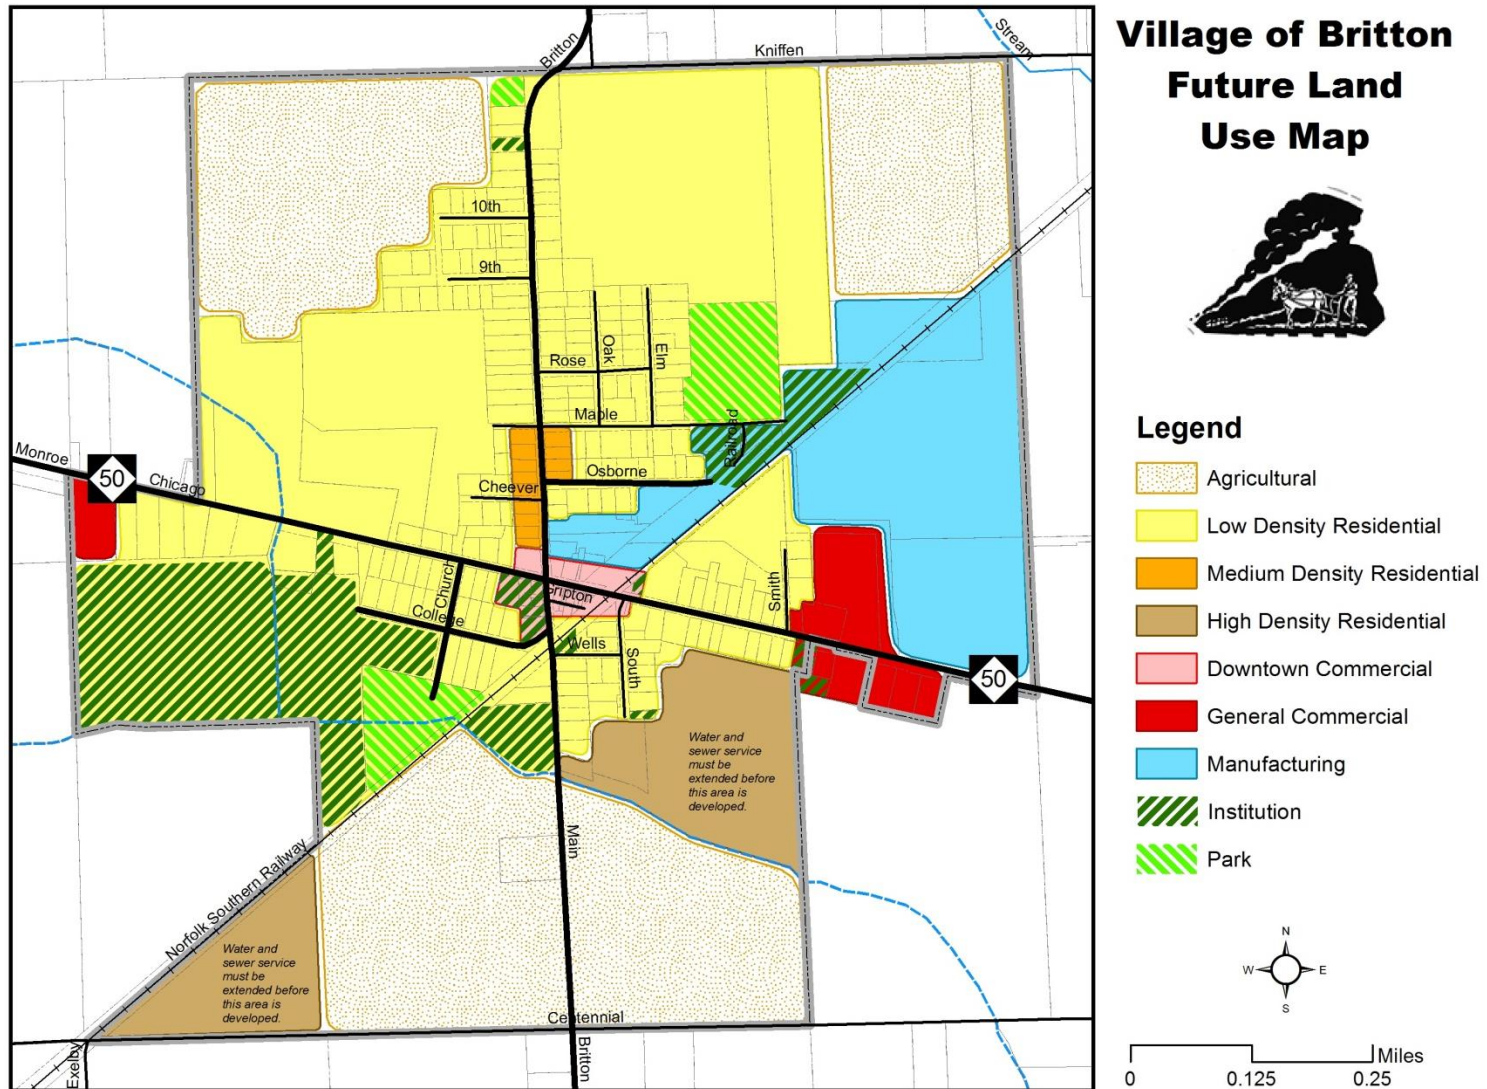 Village of Britton
Future Land
Use Map
Stream
Kniffen
Britton
10th
9th
Rose
Oak
Elm
Maple
Railroad
Osborne
Cheever
Monroe
50
Chicago
Church
College
Wells
South
Smith
50
Water and
sewer service
must be
extended before
this area is
developed.
Main
Norfolk Southern Railway
Water and
sewer service
must be
extended before
this area is
developed.
Centennial
Exelby
Britton
Legend
Agricultural
Low Density Residential
Medium Density Residential
High Density Residential
Downtown Commercial
General Commercial
Manufacturing
Institution
Park
N
W
E
S
Miles
0
0.125
0.25